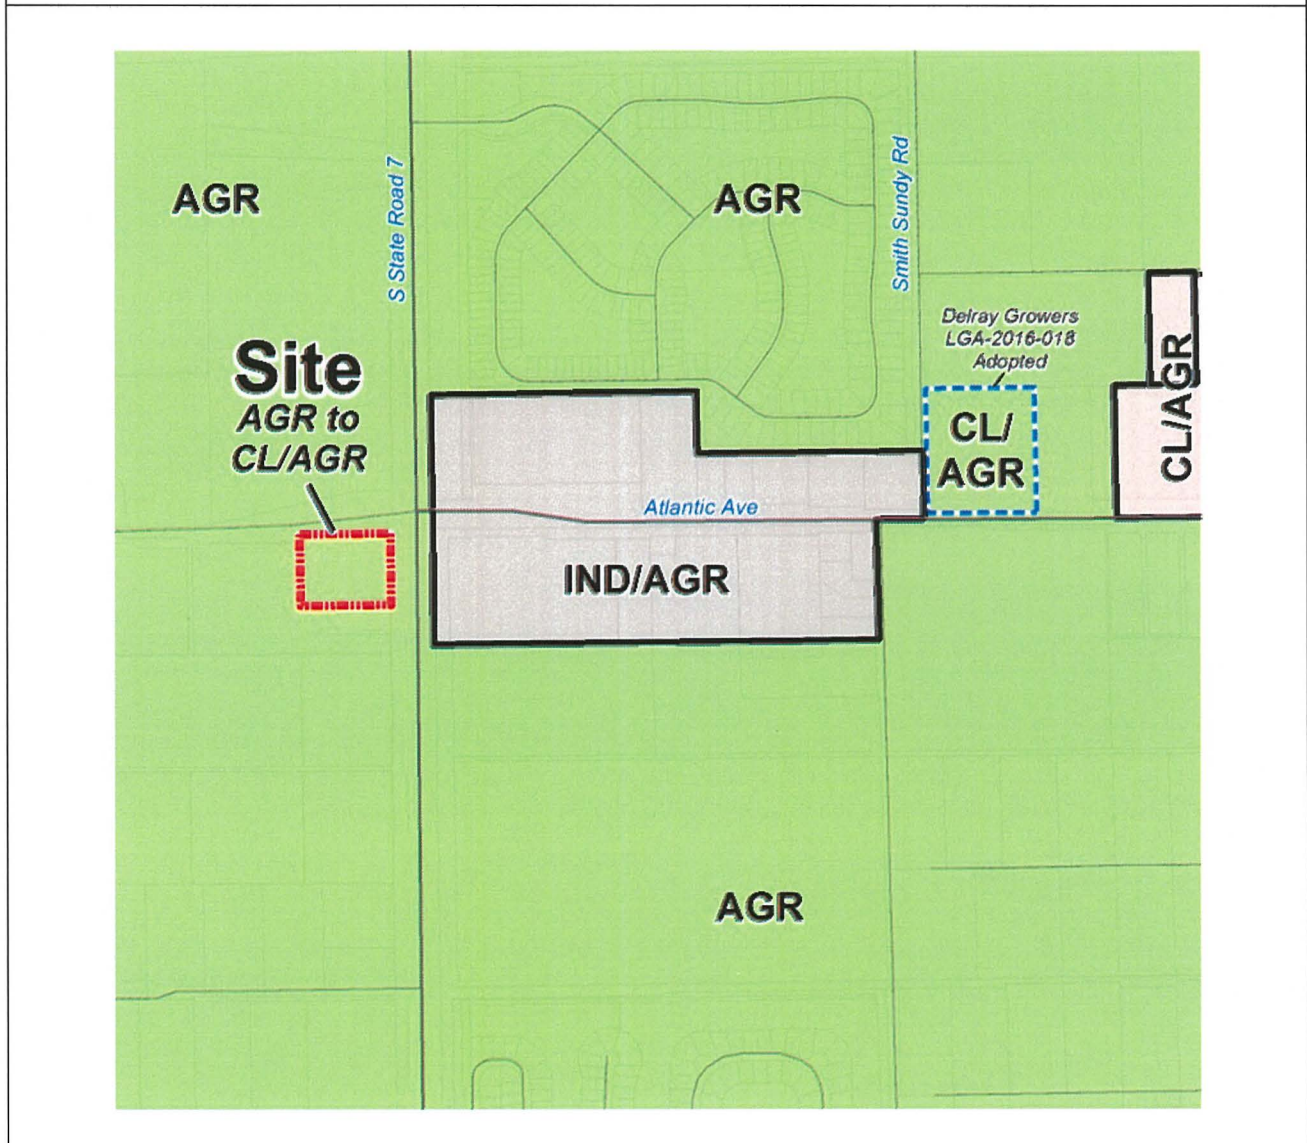 AGR
S State Road 7
AGR
Smith Sundy Rd
Delray Growers
LGA-2016-018
Adopted
Site
AGR to
CL/AGR
CL/
AGR
CL/AGR
Atlantic Ave
IND/AGR
AGR